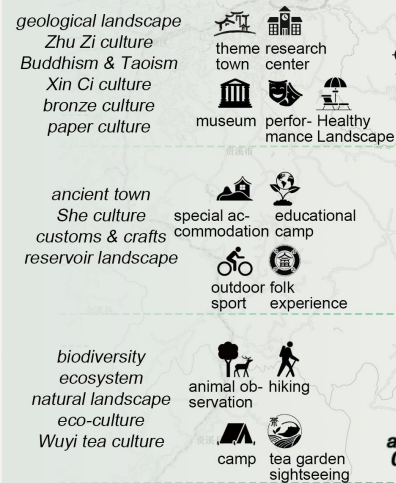 geological landscape
Zhu Zi culture
Buddhism & Taoism
Xin Ci culture
bronze culture
paper culture
theme town
research center
museum
perfor-
mance
Healthy
Landscape
ancient town
She culture
customs & crafts
reservoir landscape
special ac-
commodation
educational
camp
outdoor
sport
folk
experience
biodiversity
ecosystem
natural landscape
eco-culture
Wuyi tea culture
animal ob-
servation
hiking
camp
tea garden
sightseeing